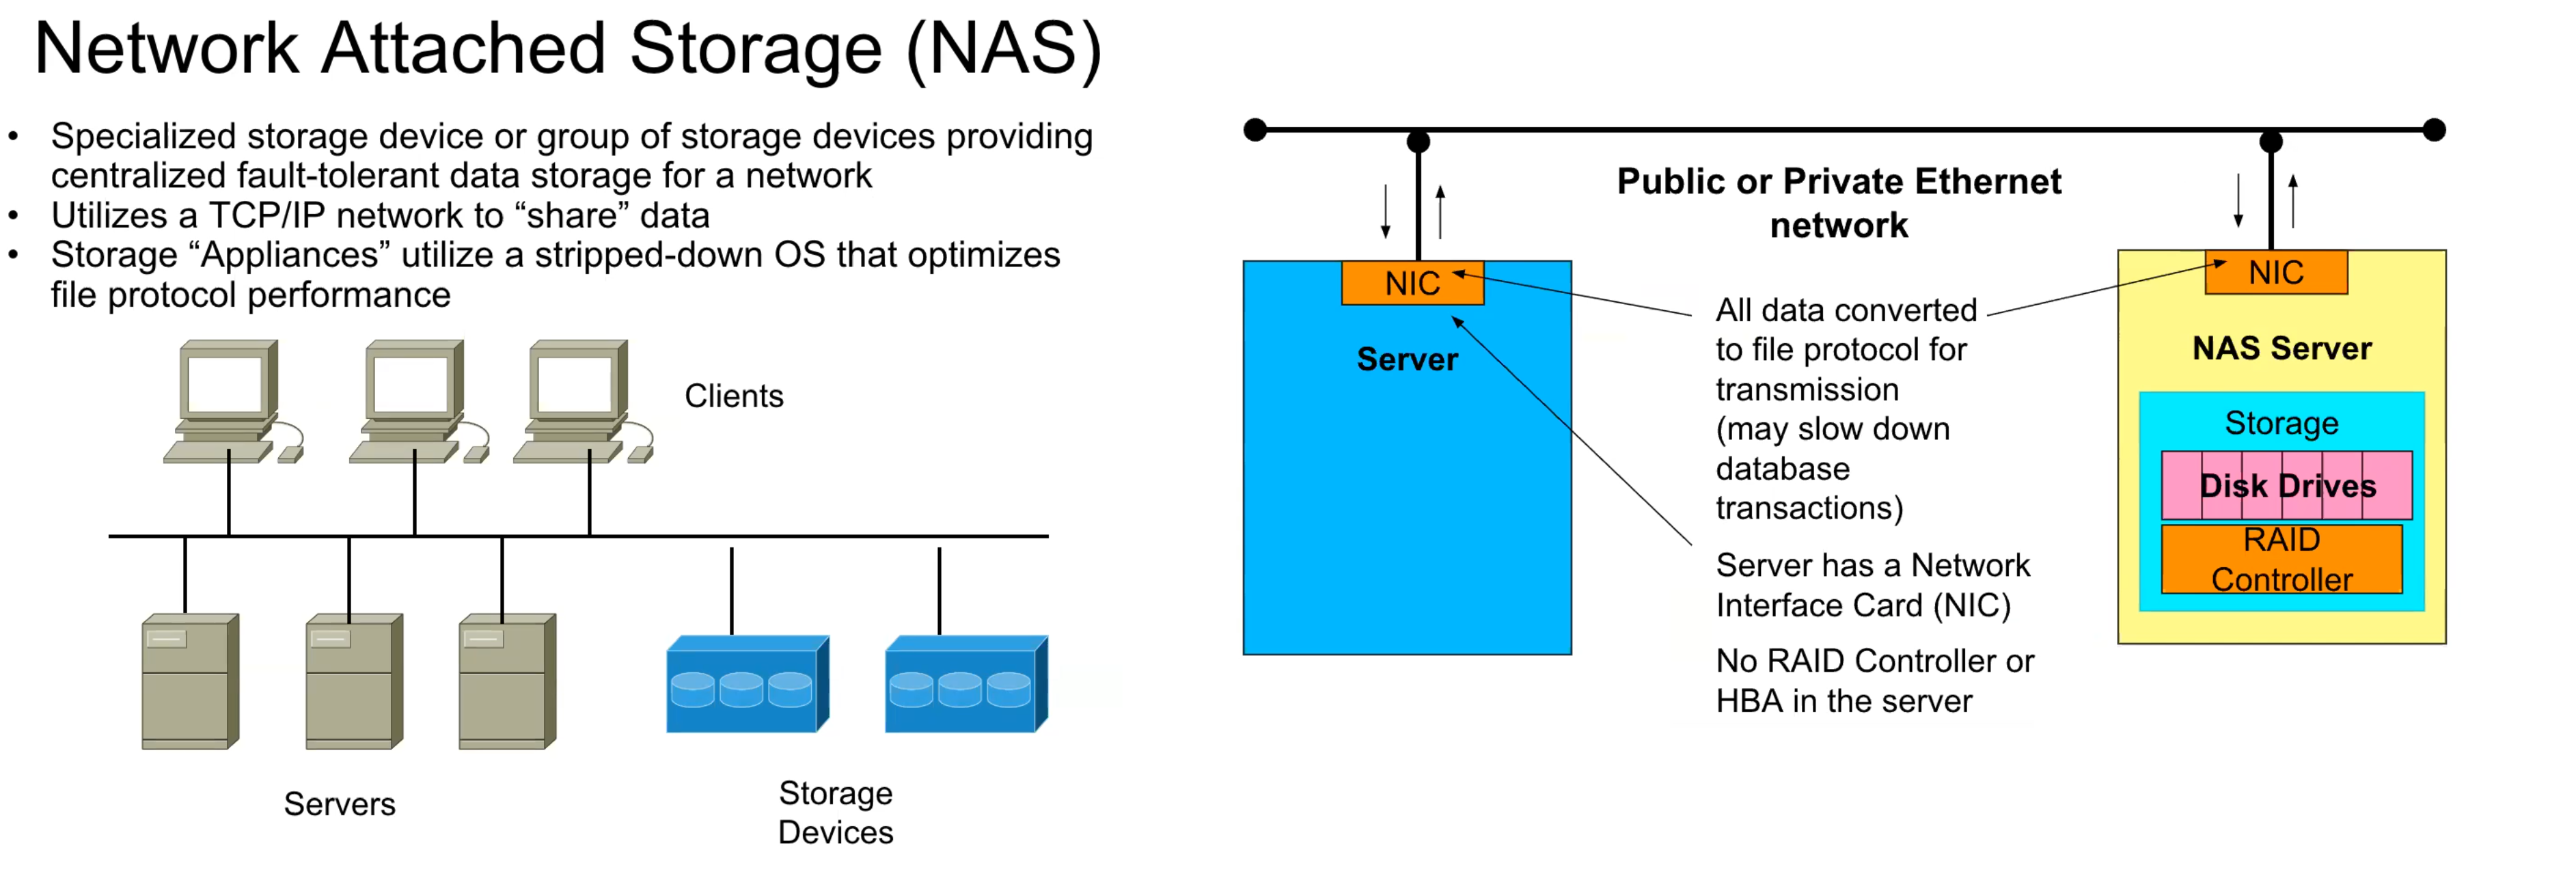 Network Attached Storage (NAS)
• Specialized storage device or group of storage devices providing
centralized fault-tolerant data storage for a network
• Utilizes a TCP/IP network to “share” data
• Storage “Appliances” utilize a stripped-down OS that optimizes
file protocol performance
Clients
Servers
Storage
Devices
Public or Private Ethernet
network
NIC
Server
All data converted
to file protocol for
transmission
(may slow down
database
transactions)
Server has a Network
Interface Card (NIC)
No RAID Controller or
HBA in the server
NIC
NAS Server
Storage
Disk Drives
RAID
Controller